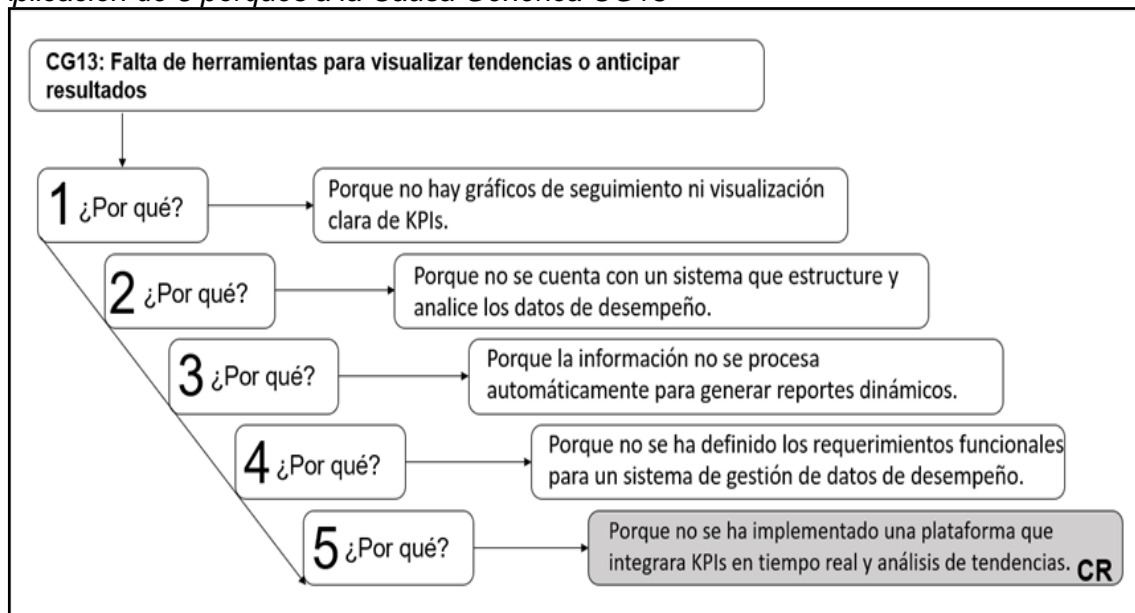 aplicación de 5 porqués a la Causa Genérica CG13
CG13: Falta de herramientas para visualizar tendencias o anticipar
resultados
1 ¿Por qué?
Porque no hay gráficos de seguimiento ni visualización
clara de KPIs.
2 ¿Por qué?
Porque no se cuenta con un sistema que estructure y
analice los datos de desempeño.
3 ¿Por qué?
Porque la información no se procesa
automáticamente para generar reportes dinámicos.
4 ¿Por qué?
Porque no se ha definido los requerimientos funcionales
para un sistema de gestión de datos de desempeño.
5 ¿Por qué?
Porque no se ha implementado una plataforma que
integrara KPIs en tiempo real y análisis de tendencias. CR